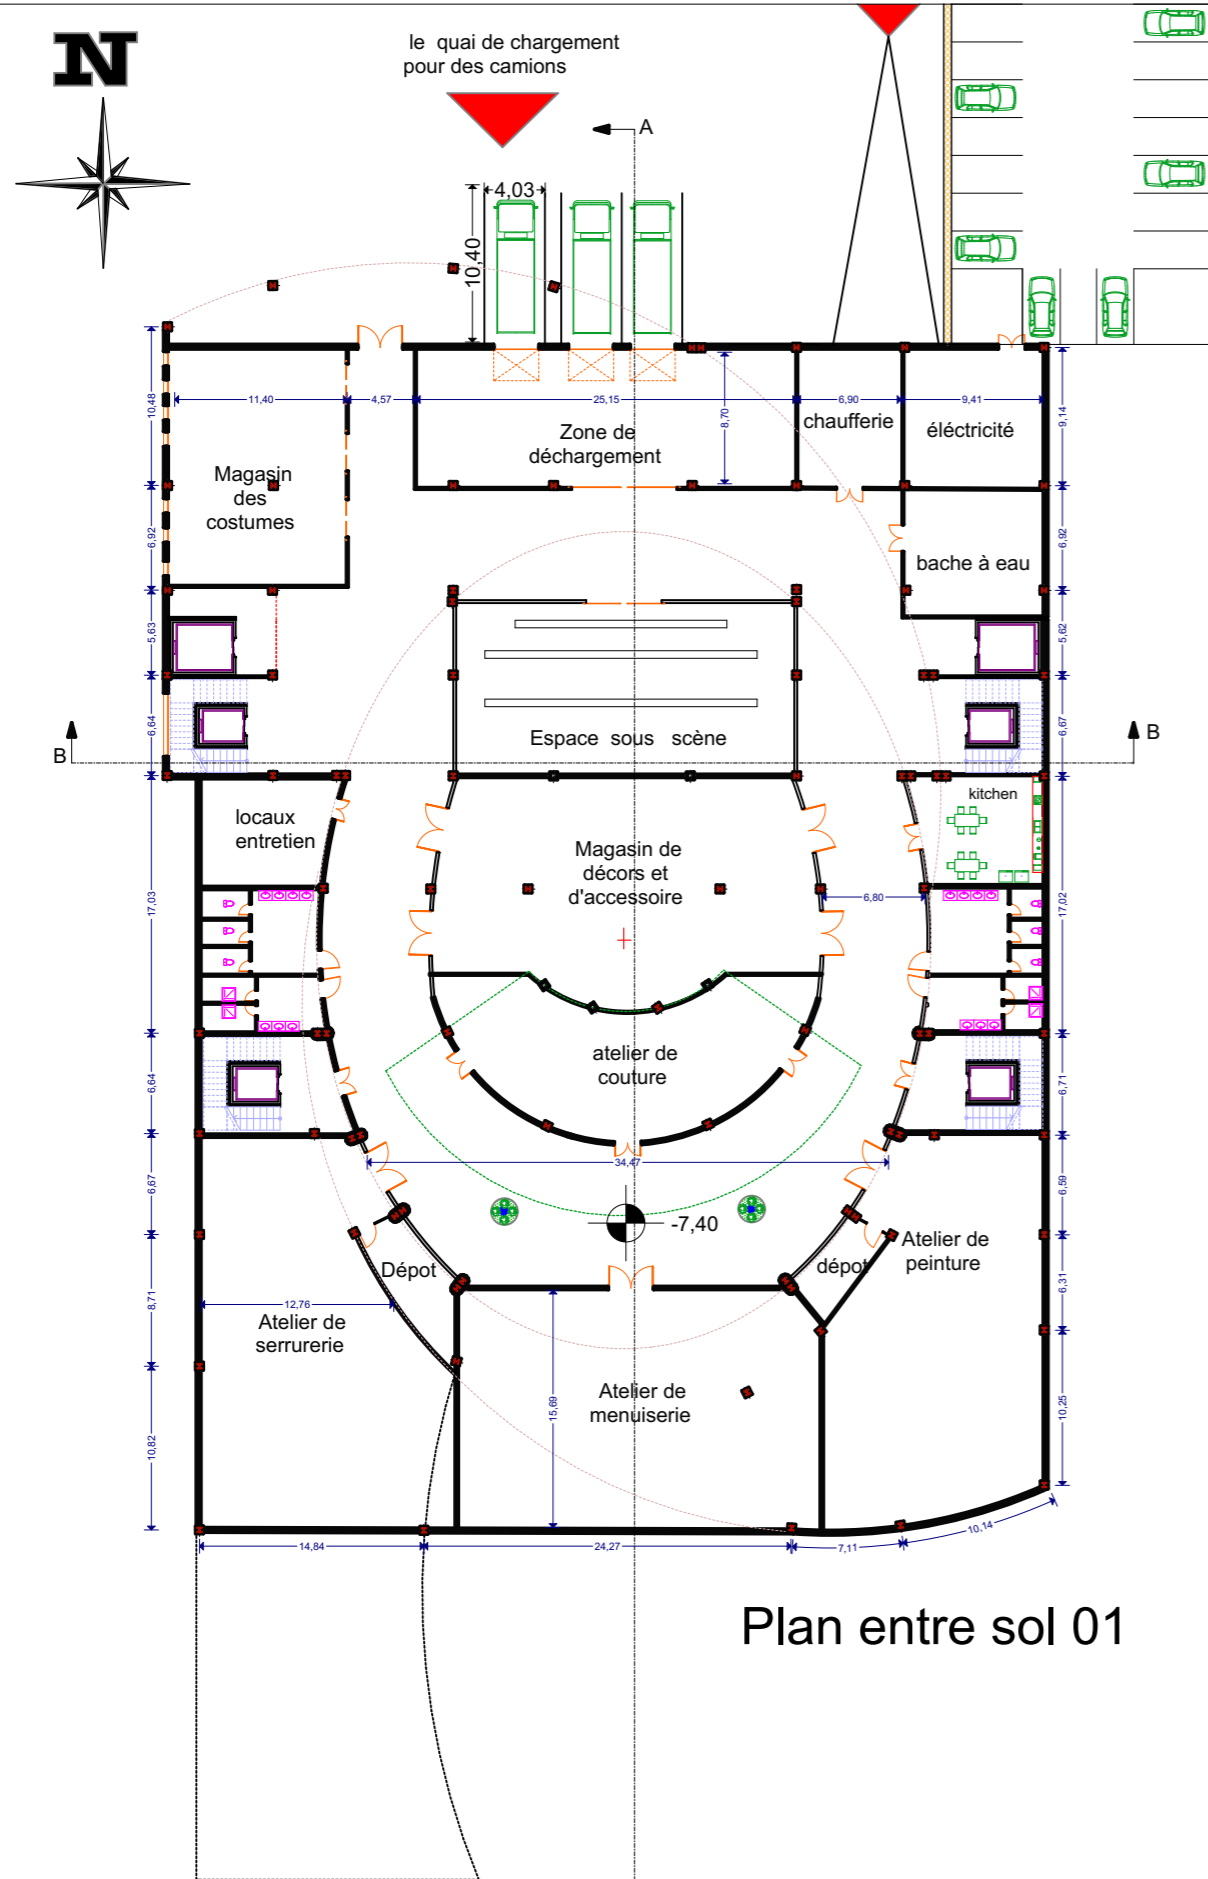 N
le quai de chargement
pour des camions
A
4,03
10,40
11,40
4,57
25,15
6,90
9,41
10,48
8,70
9,14
chaufferie
éléctricité
Zone de
déchargement
Magasin
des
costumes
6,92
6,92
bache à eau
5,63
5,62
6,64
6,67
Espace sous scène
B
B
locaux
entretien
kitchen
Magasin de
décors et
d'accessoire
6,80
17,03
17,02
atelier de
couture
6,64
6,71
34,47
6,67
6,59
-7,40
Atelier de
peinture
Dépot
dépot
12,76
8,71
6,31
Atelier de
serrurerie
Atelier de
menuiserie
15,69
10,82
10,25
14,84
24,27
7,11
10,14
Plan entre sol 01